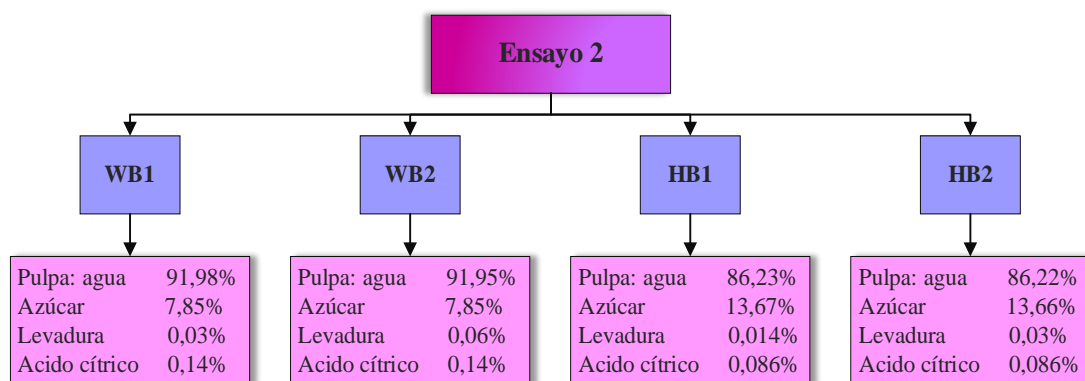 Ensayo 2
WB1
WB2
HB1
HB2
Pulpa: agua 91,98%
Azúcar 7,85%
Levadura 0,03%
Acido cítrico 0,14%
Pulpa: agua 91,95%
Azúcar 7,85%
Levadura 0,06%
Acido cítrico 0,14%
Pulpa: agua 86,23%
Azúcar 13,67%
Levadura 0,014%
Acido cítrico 0,086%
Pulpa: agua 86,22%
Azúcar 13,66%
Levadura 0,03%
Acido cítrico 0,086%